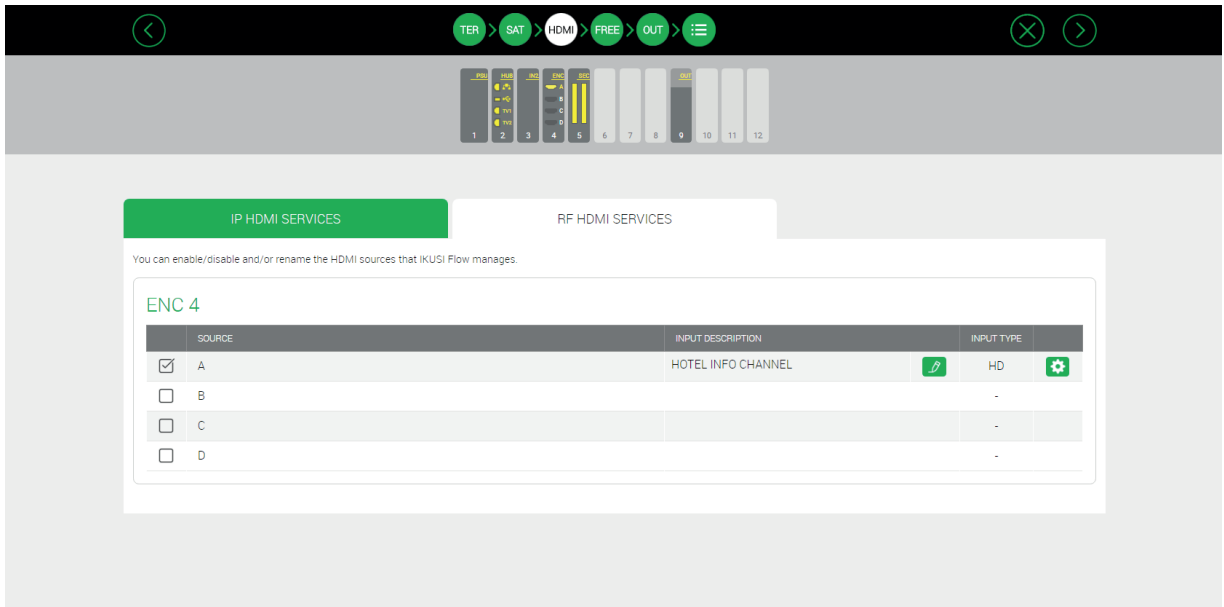 TER SAT HDMI FREE OUT
PSU HUB IN2 ENC SEC OUT
A
B
TV1 C
TV2 D
1 2 3 4 5 6 7 8 9 10 11 12
IP HDMI SERVICES RF HDMI SERVICES
You can enable/disable and/or rename the HDMI sources that IKUSI Flow manages.
ENC 4
SOURCE INPUT DESCRIPTION INPUT TYPE
A HOTEL INFO CHANNEL HD
B -
C -
D -